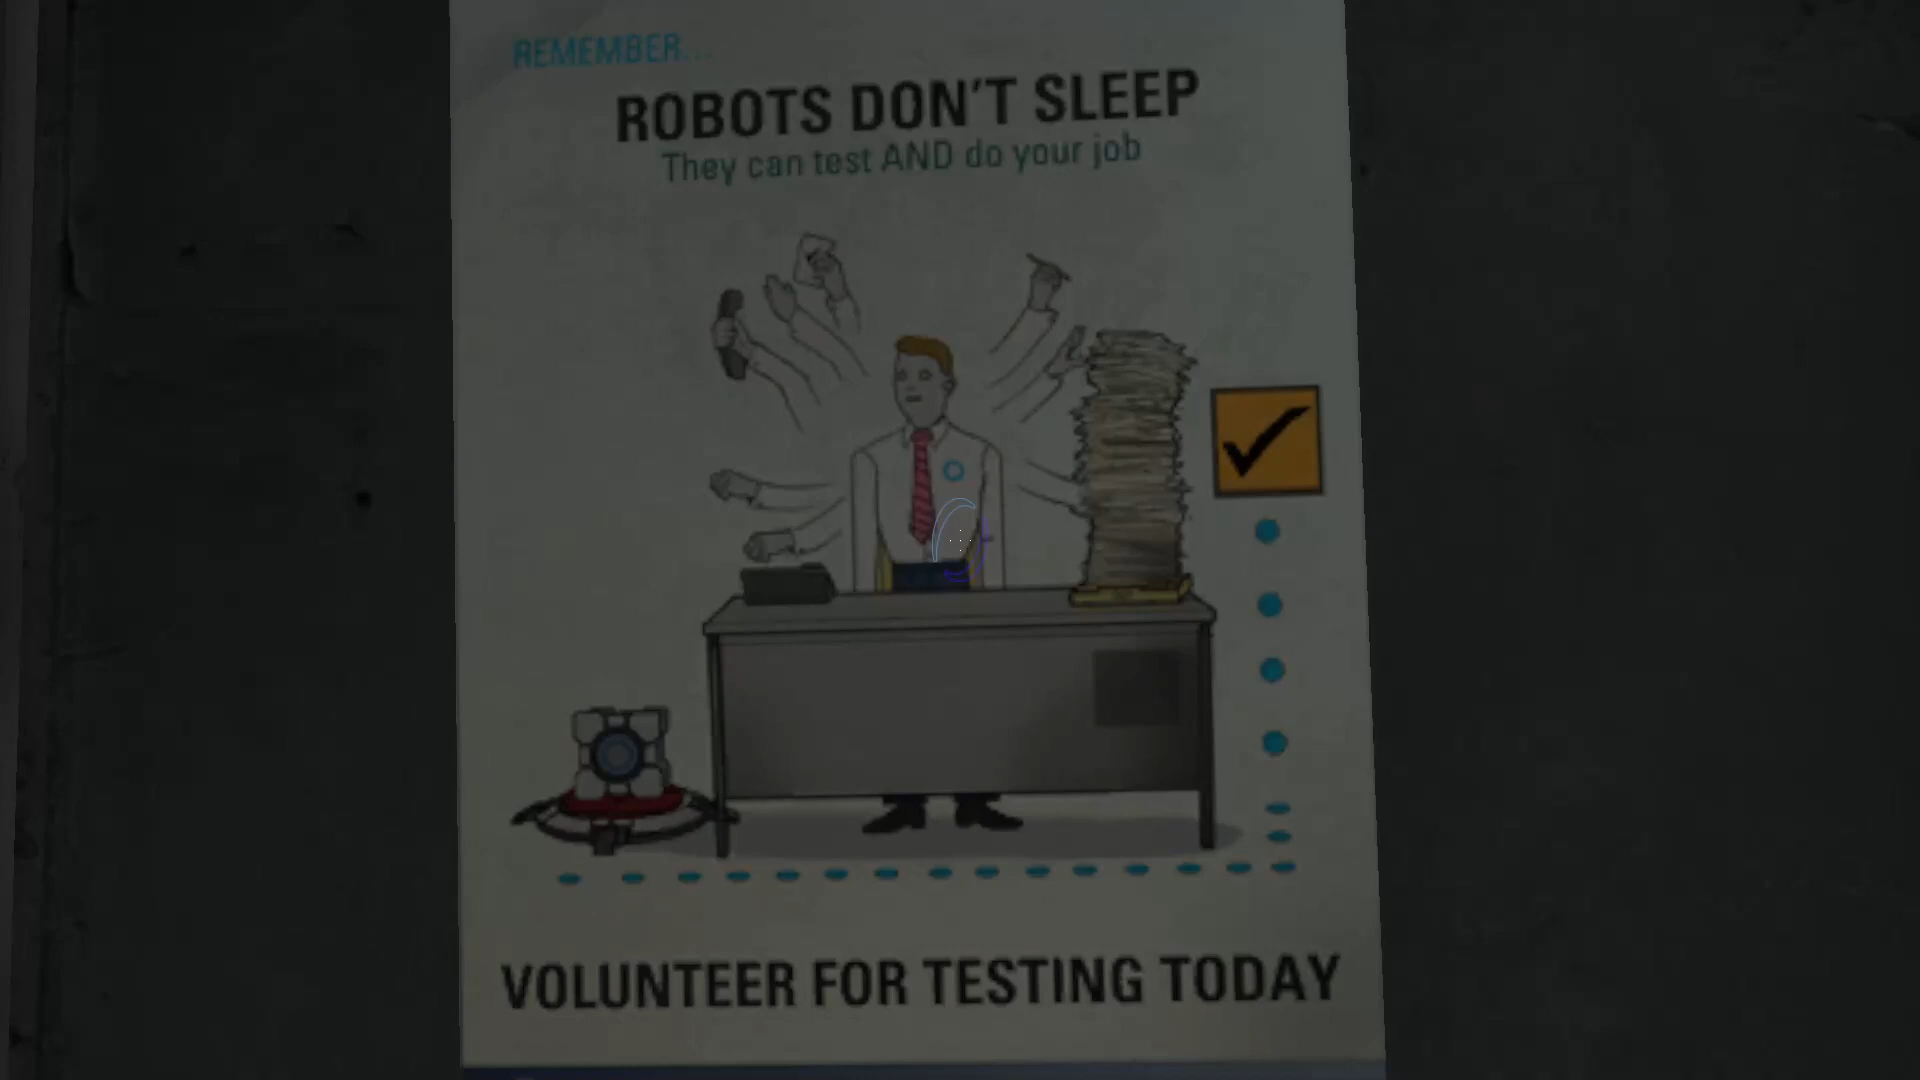 REMEMBER...
ROBOTS DON'T SLEEP
They can test AND do your job
VOLUNTEER FOR TESTING TODAY